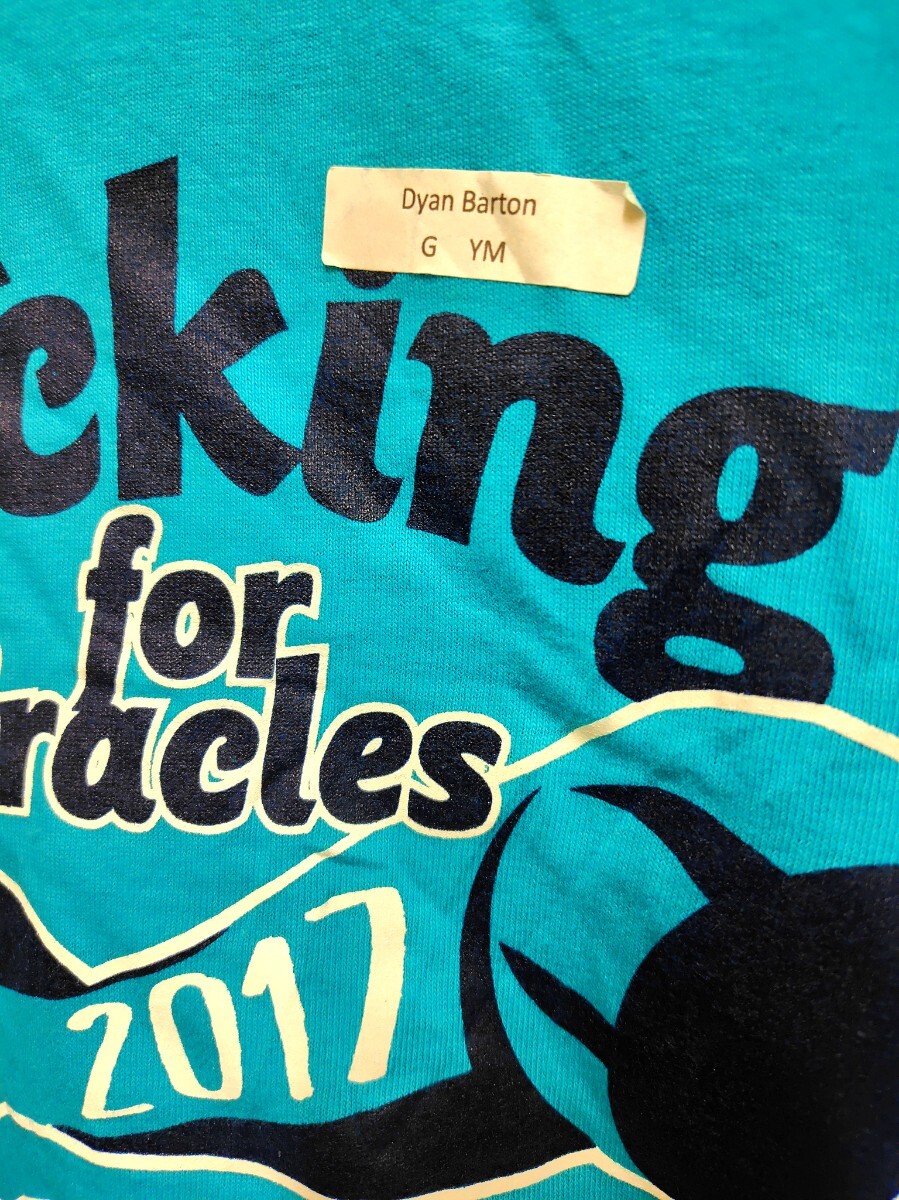 Dyan Barton
G YM
cking
for
racles
2017